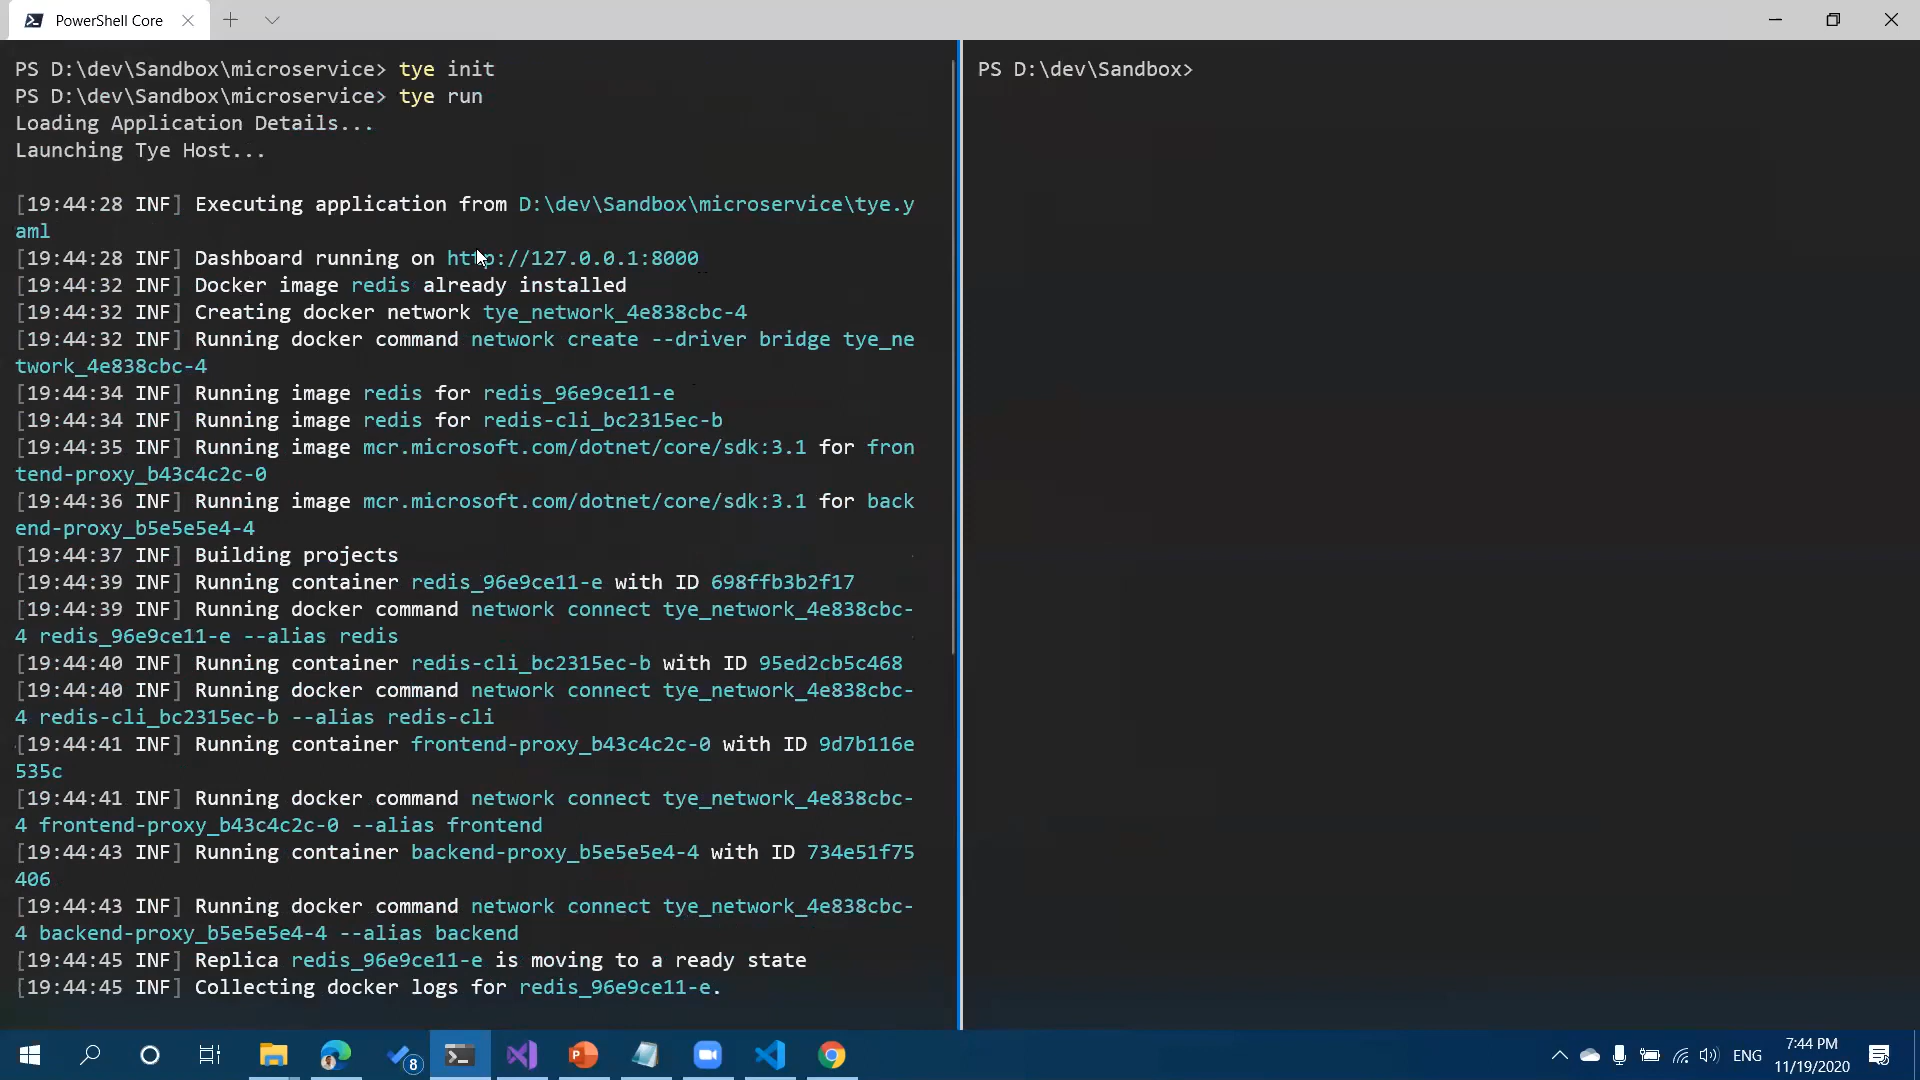 PowerShell Core
PS D:\dev\Sandbox\microservice> tye init
PS D:\dev\Sandbox\microservice> tye run
Loading Application Details...
Launching Tye Host...
[19:44:28 INF] Executing application from D:\dev\Sandbox\microservice\tye.y
aml
[19:44:28 INF] Dashboard running on http://127.0.0.1:8000
[19:44:32 INF] Docker image redis already installed
[19:44:32 INF] Creating docker network tye_network_4e838cbc-4
[19:44:32 INF] Running docker command network create --driver bridge tye_ne
twork_4e838cbc-4
[19:44:34 INF] Running image redis for redis_96e9ce11-e
[19:44:34 INF] Running image redis for redis-cli_bc2315ec-b
[19:44:35 INF] Running image mcr.microsoft.com/dotnet/core/sdk:3.1 for fron
tend-proxy_b43c4c2c-0
[19:44:36 INF] Running image mcr.microsoft.com/dotnet/core/sdk:3.1 for back
end-proxy_b5e5e5e4-4
[19:44:37 INF] Building projects
[19:44:39 INF] Running container redis_96e9ce11-e with ID 698ffb3b2f17
[19:44:39 INF] Running docker command network connect tye_network_4e838cbc-
4 redis_96e9ce11-e --alias redis
[19:44:40 INF] Running container redis-cli_bc2315ec-b with ID 95ed2cb5c468
[19:44:40 INF] Running docker command network connect tye_network_4e838cbc-
4 redis-cli_bc2315ec-b --alias redis-cli
[19:44:41 INF] Running container frontend-proxy_b43c4c2c-0 with ID 9d7b116e
535c
[19:44:41 INF] Running docker command network connect tye_network_4e838cbc-
4 frontend-proxy_b43c4c2c-0 --alias frontend
[19:44:43 INF] Running container backend-proxy_b5e5e5e4-4 with ID 734e51f75
406
[19:44:43 INF] Running docker command network connect tye_network_4e838cbc-
4 backend-proxy_b5e5e5e4-4 --alias backend
[19:44:45 INF] Replica redis_96e9ce11-e is moving to a ready state
[19:44:45 INF] Collecting docker logs for redis_96e9ce11-e.
PS D:\dev\Sandbox>
8
ENG
7:44 PM
11/19/2020